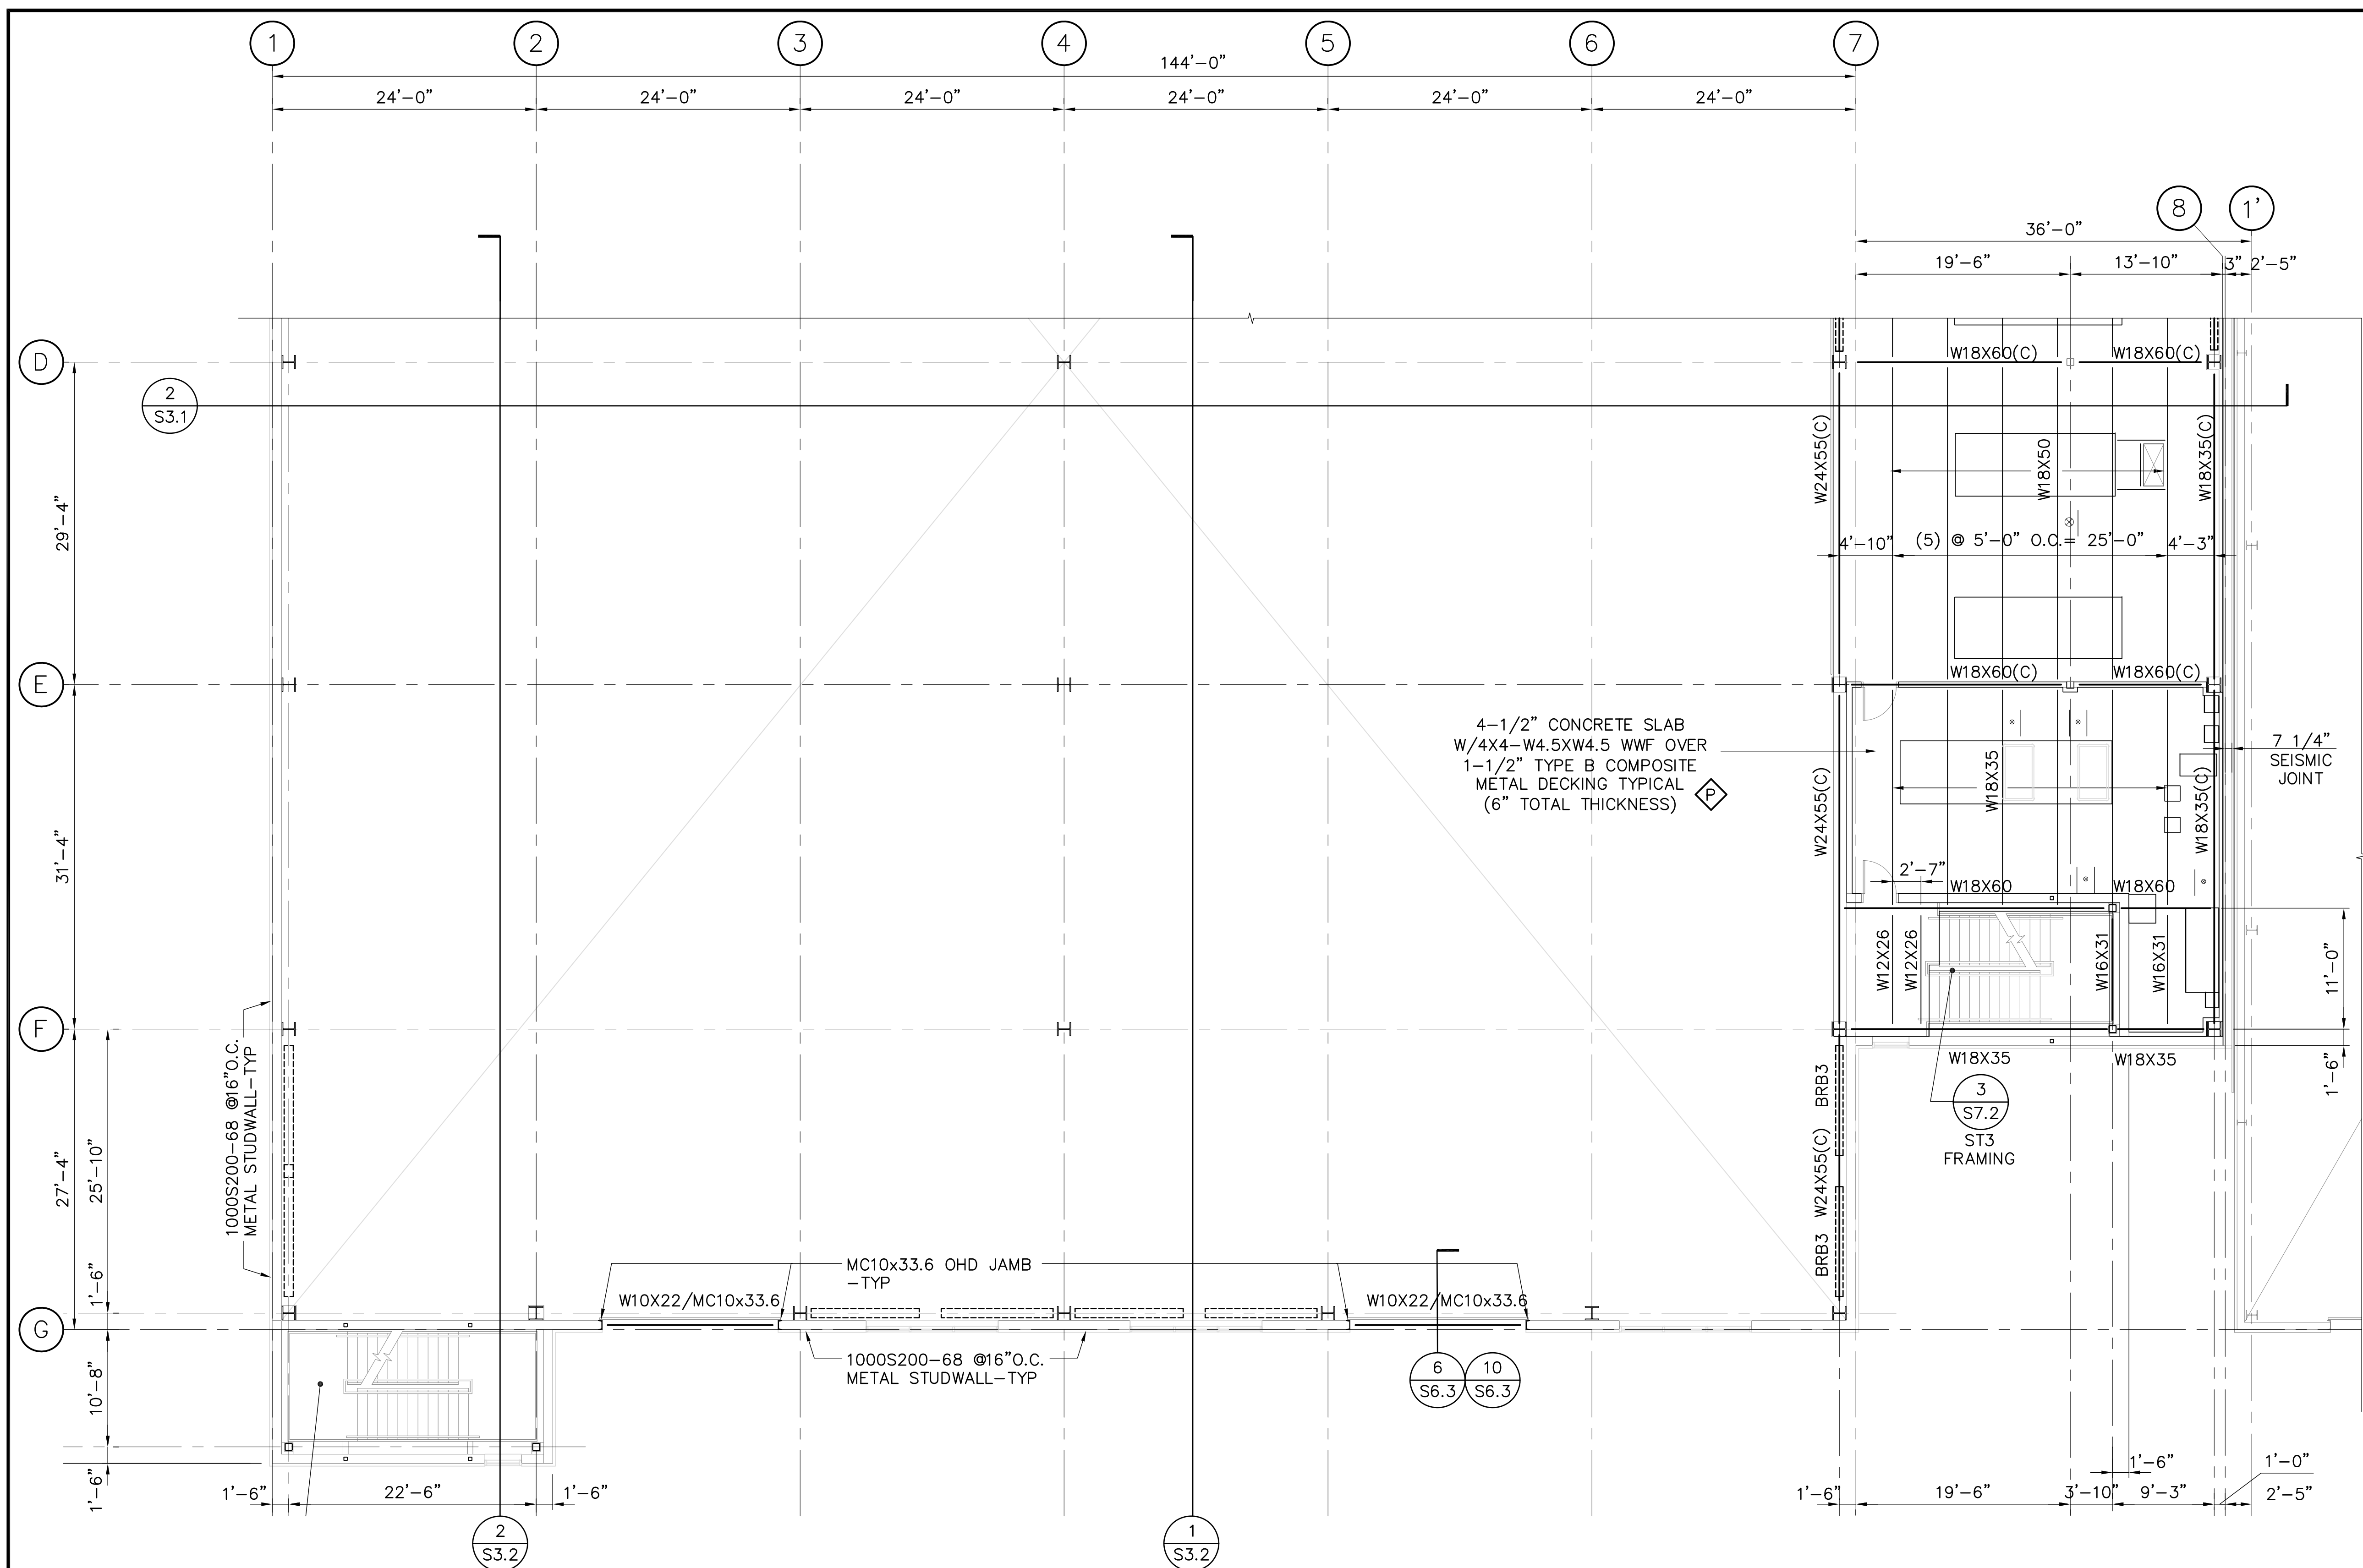 1
2
3
4
5
6
7
144'-0"
24'-0"
24'-0"
24'-0"
24'-0"
24'-0"
24'-0"
8
1'
36'-0"
19'-6"
13'-10"
3"
2'-5"
D
W18X60(C)
W18X60(C)
2
S3.1
29'-4"
W24X55(C)
W18X50
W18X35(C)
4'-10"
(5) @ 5'-0" O.C.= 25'-0"
4'-3"
E
W18X60(C)
W18X60(C)
4-1/2" CONCRETE SLAB
W/4X4-W4.5XW4.5 WWF OVER
1-1/2" TYPE B COMPOSITE
METAL DECKING TYPICAL
(6" TOTAL THICKNESS)
P
7 1/4"
SEISMIC
JOINT
31'-4"
W24X55(C)
W18X35
W18X35(C)
2'-7"
W18X60
W18X60
W12X26
W12X26
W16X31
W16X31
11'-0"
F
1000S200-68 @16"O.C.
METAL STUDWALL-TYP
W18X35
W18X35
1'-6"
3
S7.2
ST3
FRAMING
27'-4"
25'-10"
BRB3
W24X55(C)
BRB3
1'-6"
MC10x33.6 OHD JAMB
-TYP
W10X22/MC10x33.6
W10X22/MC10x33.6
G
1000S200-68 @16"O.C.
METAL STUDWALL-TYP
6
S6.3
10
S6.3
10'-8"
1'-6"
1'-6"
22'-6"
1'-6"
1'-6"
19'-6"
3'-10"
1'-6"
9'-3"
1'-0"
2'-5"
2
S3.2
1
S3.2